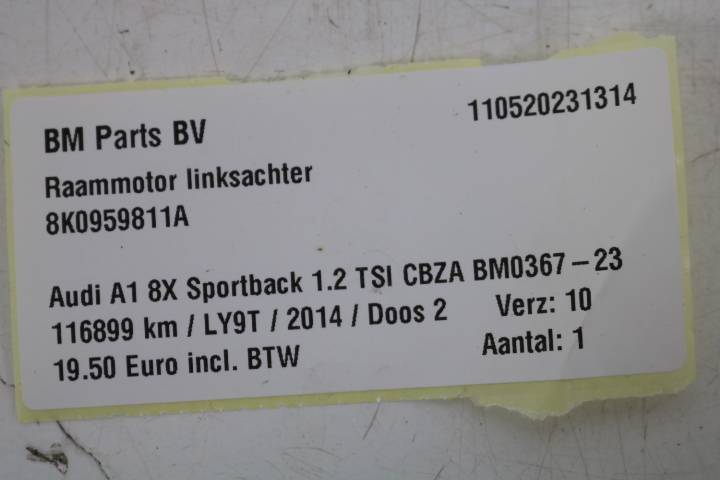 BM Parts BV 110520231314
Raammotor linksachter
8K0959811A
Audi A1 8X Sportback 1.2 TSI CBZA BM0367-23
116899 km / LY9T / 2014 / Doos 2 Verz: 10
19.50 Euro incl. BTW Aantal: 1